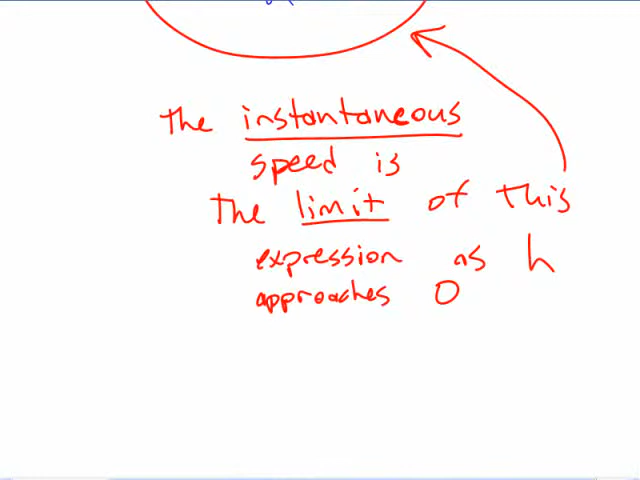 The instantaneous
speed is
The limit of this
expression as h
approaches 0